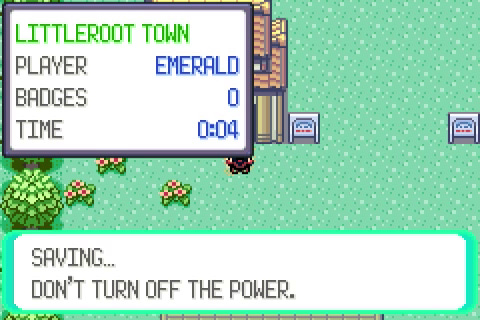 LITTLEROOT TOWN
PLAYER EMERALD
BADGES 0
TIME 0:04
SAVING...
DON'T TURN OFF THE POWER.